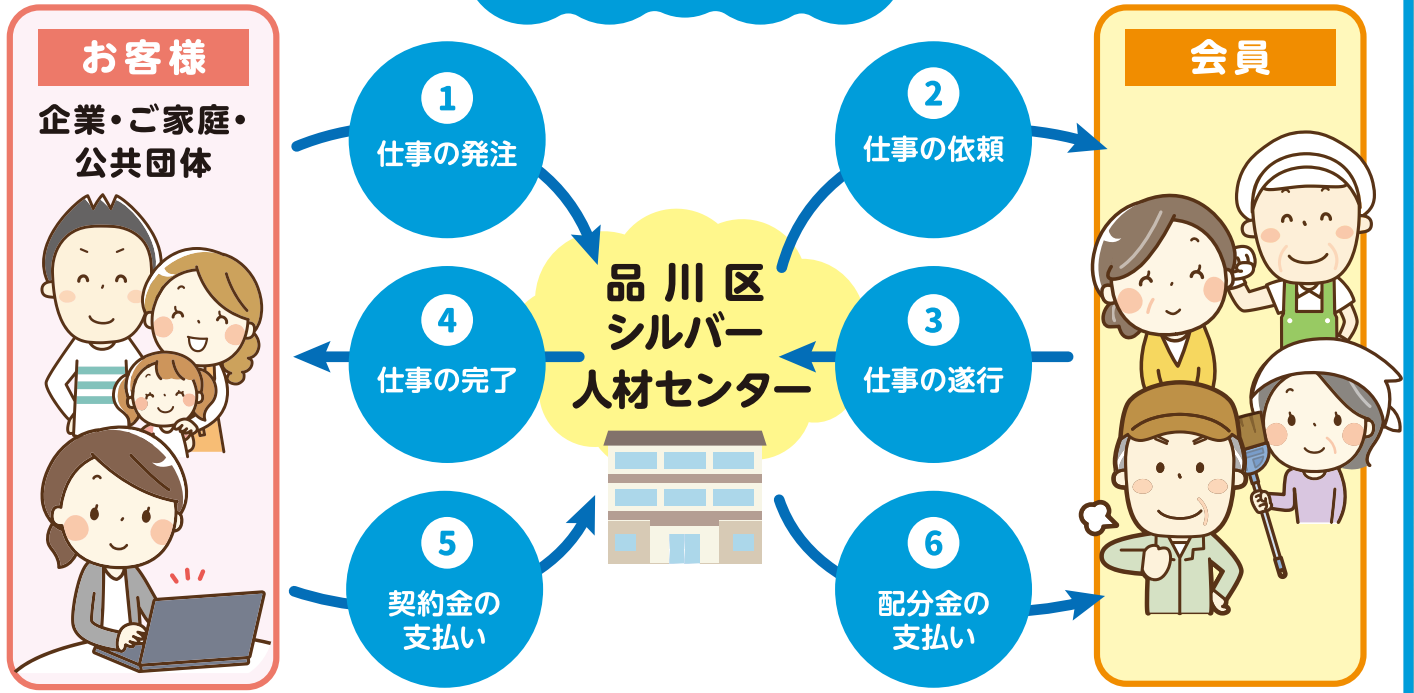 お客様
企業・ご家庭・
公共団体
1
仕事の発注
2
仕事の依頼
会員
品川区
シルバー
人材センター
3
仕事の遂行
4
仕事の完了
5
契約金の
支払い
6
配分金の
支払い